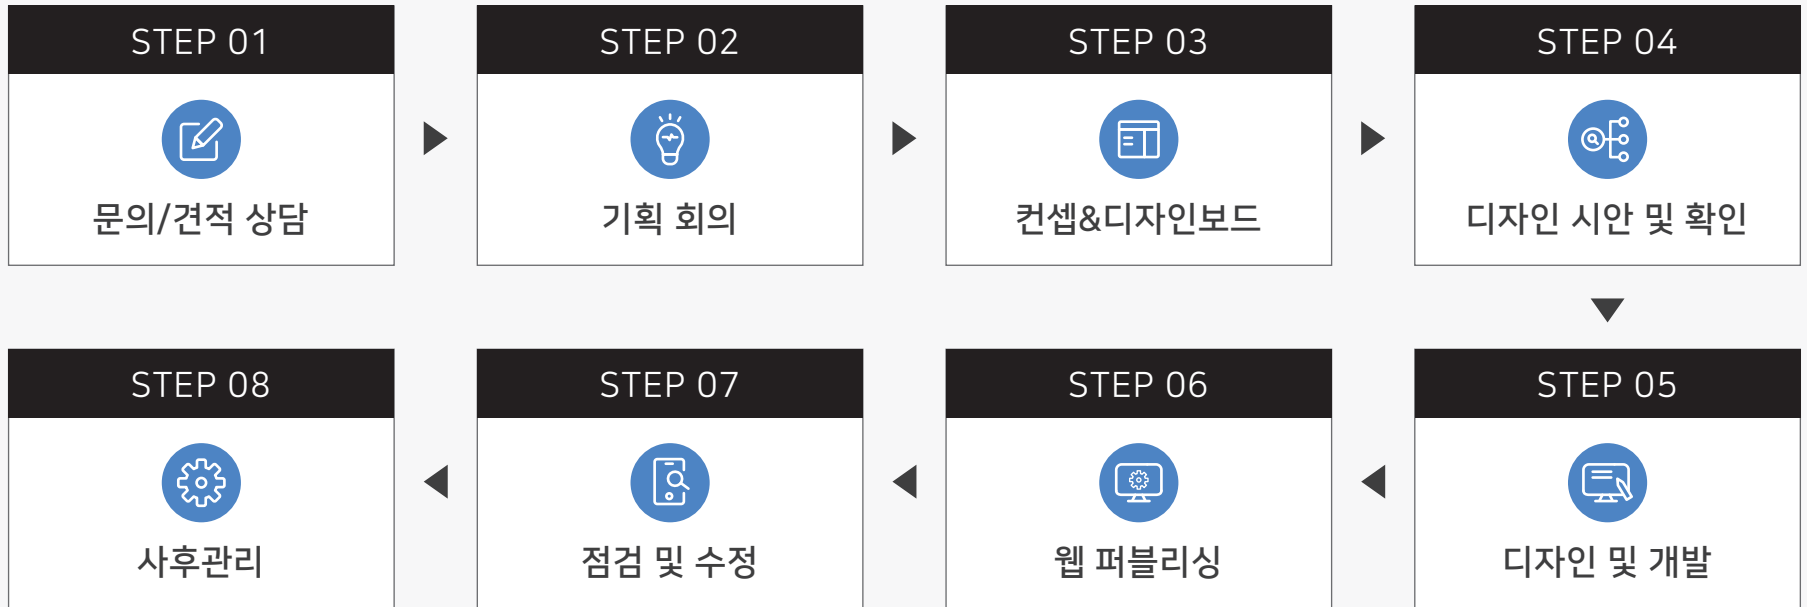 STEP 01
문의/견적 상담
STEP 02
기획 회의
STEP 03
컨셉&디자인보드
STEP 04
디자인 시안 및 확인
STEP 05
디자인 및 개발
STEP 06
웹 퍼블리싱
STEP 07
점검 및 수정
STEP 08
사후관리